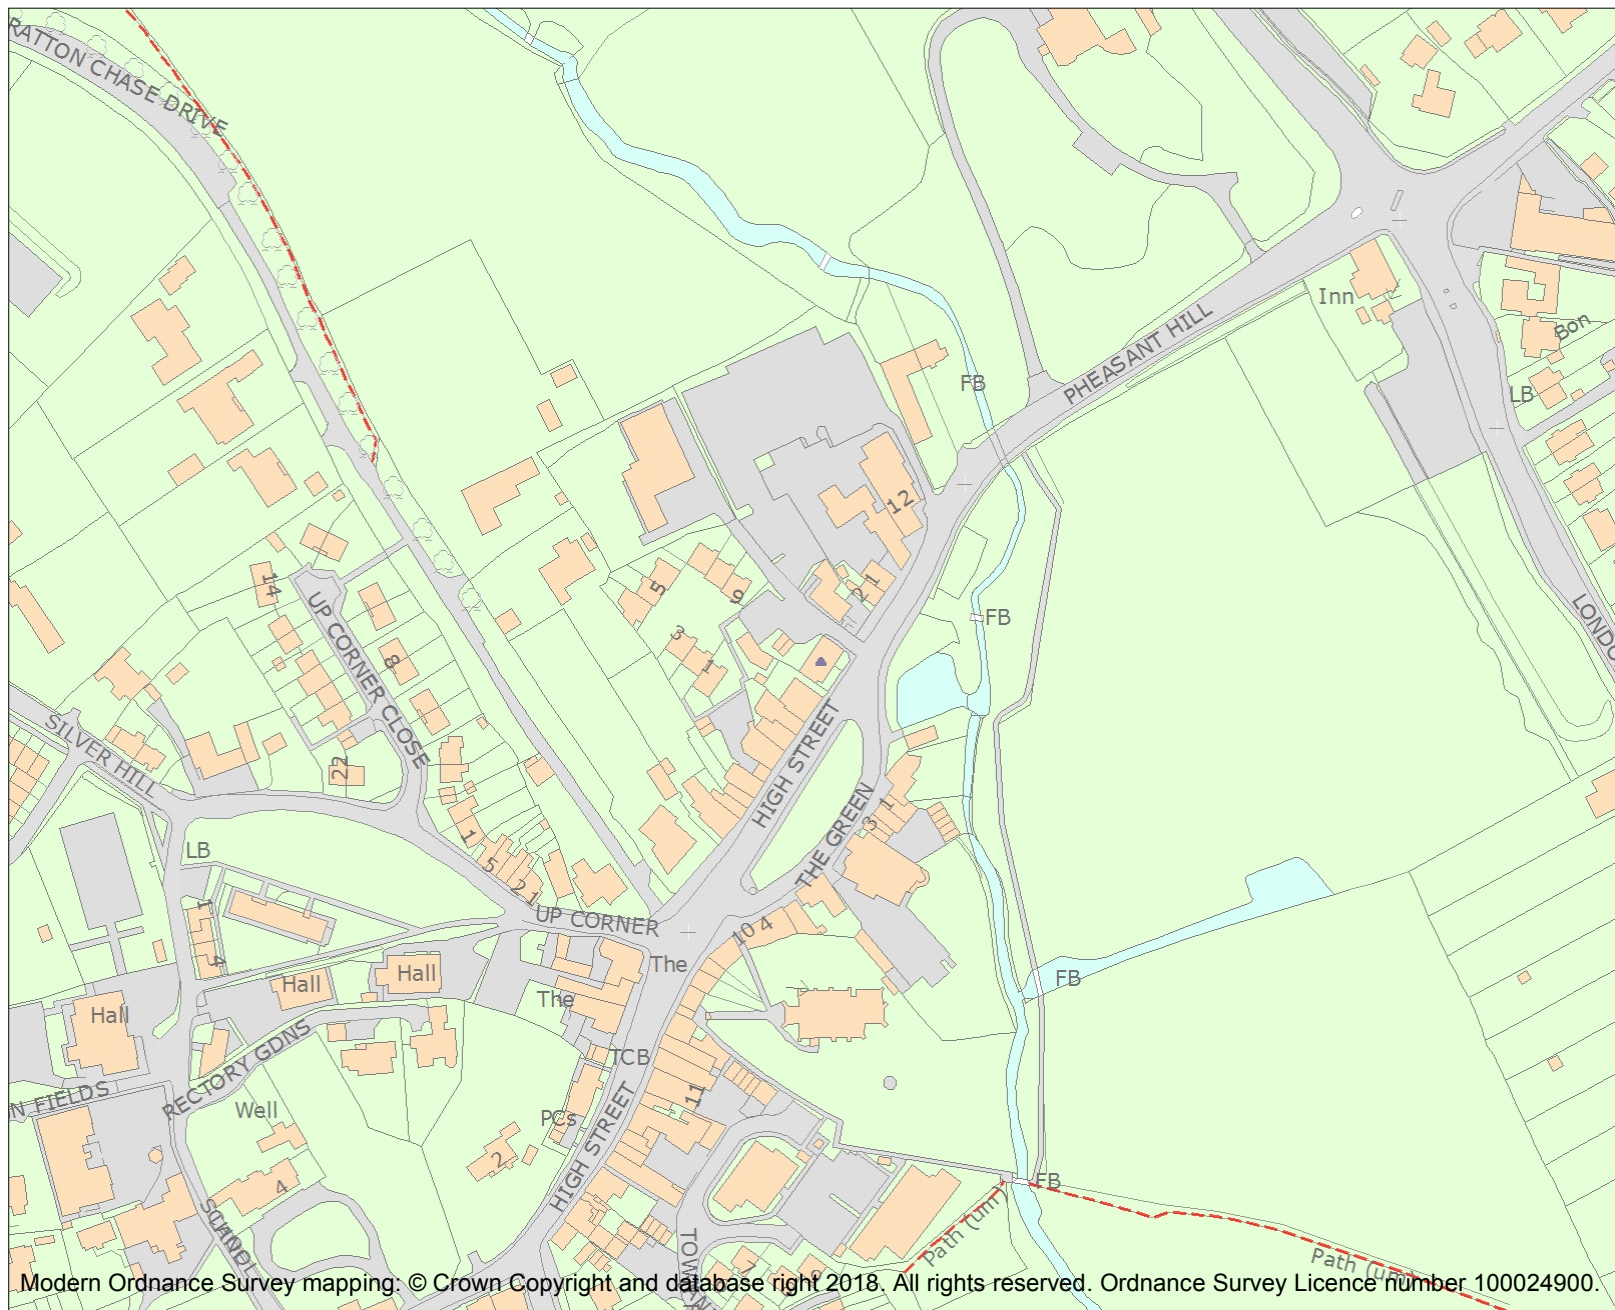 RATTON CHASE DRIVE
Inn
PHEASANT HILL
Bon
FB
LB
12
14
5
9
2 1
UP CORNER CLOSE
FB
LONDO
3
1
8
SILVER HILL
22
HIGH STREET
THE GREEN
1
3
1
5
2 1
LB
1
4
UP CORNER
10 4
The
Hall
Hall
The
Hall
FB
TCB
RECTORY GDNS
N FIELDS
Well
PCs
11
HIGH STREET
2
4
FB
Path (um)
Path (um)
TOW
7
Modern Ordnance Survey mapping: © Crown Copyright and database right 2018. All rights reserved. Ordnance Survey Licence number 100024900.